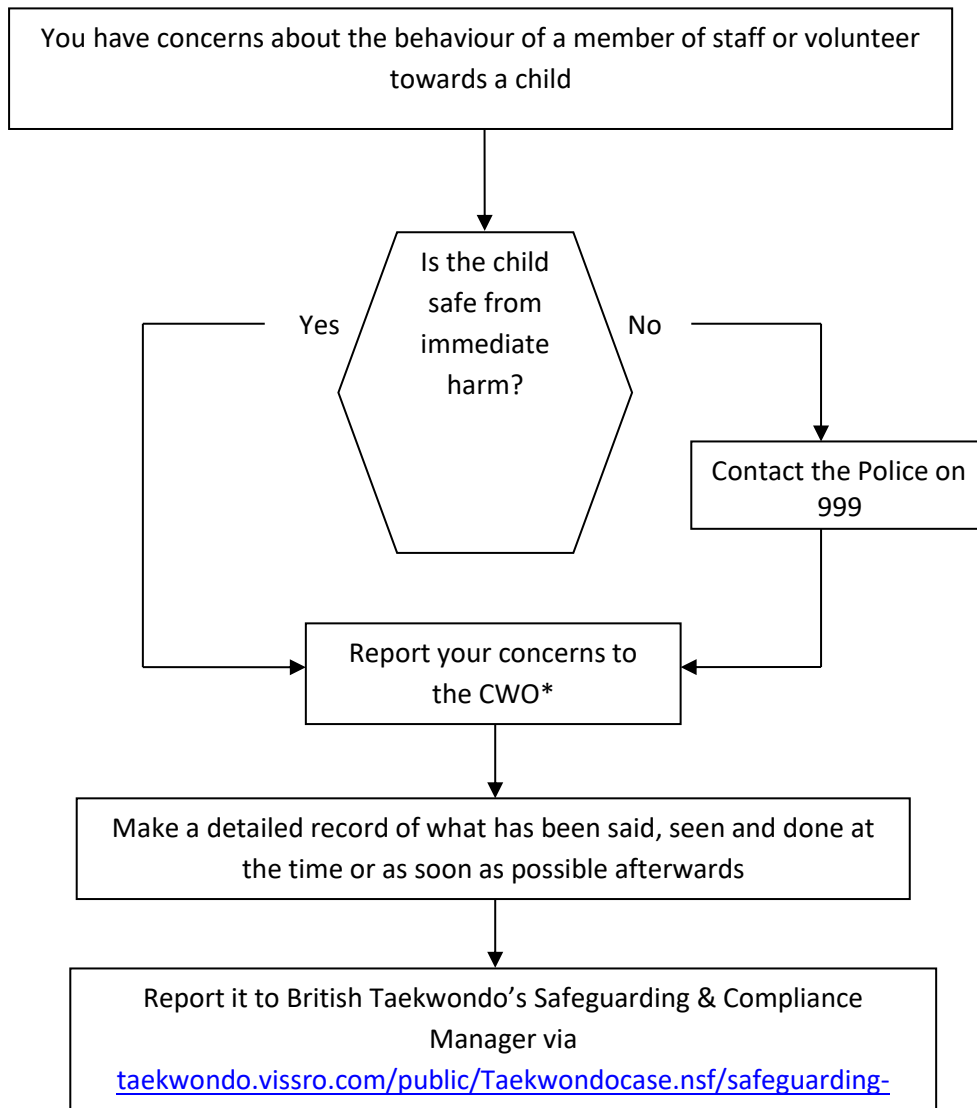 You have concerns about the behaviour of a member of staff or volunteer
towards a child
Is the child
safe from
immediate
harm?
Yes
No
Contact the Police on
999
Report your concerns to
the CWO*
Make a detailed record of what has been said, seen and done at
the time or as soon as possible afterwards
Report it to British Taekwondo’s Safeguarding & Compliance
Manager via
taekwondo.vissro.com/public/Taekwondocase.nsf/safeguarding-